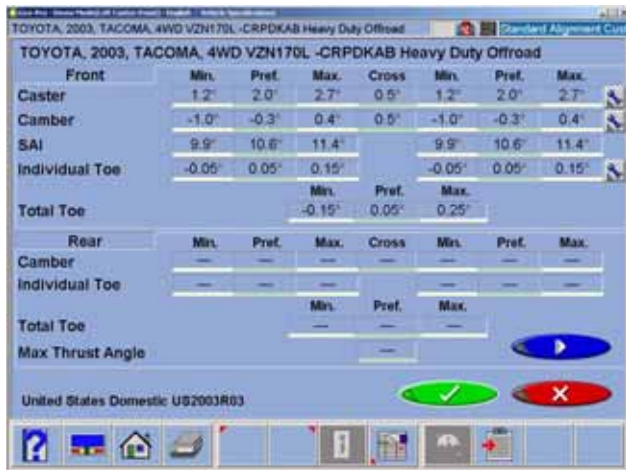 TOYOTA, 2003, TACOMA, 4WD VZN170L -CRPDKAB Heavy Duty Offroad Standard Alignment
TOYOTA, 2003, TACOMA, 4WD VZN170L -CRPDKAB Heavy Duty Offroad
Front Min. Pref. Max. Cross Min. Pref. Max.
Caster 1.2° 2.0° 2.7° 0.5° 1.2° 2.0° 2.7°
Camber -1.0° -0.3° 0.4° 0.5° -1.0° -0.3° 0.4°
SAI 9.9° 10.6° 11.4° 9.9° 10.6° 11.4°
Individual Toe -0.05° 0.05° 0.15° -0.05° 0.05° 0.15°
Min. Pref. Max.
Total Toe -0.15° 0.05° 0.25°
Rear Min. Pref. Max. Cross Min. Pref. Max.
Camber --- --- --- --- --- --- ---
Individual Toe --- --- --- --- --- ---
Min. Pref. Max.
Total Toe --- --- ---
Max Thrust Angle ---
United States Domestic US2003R03